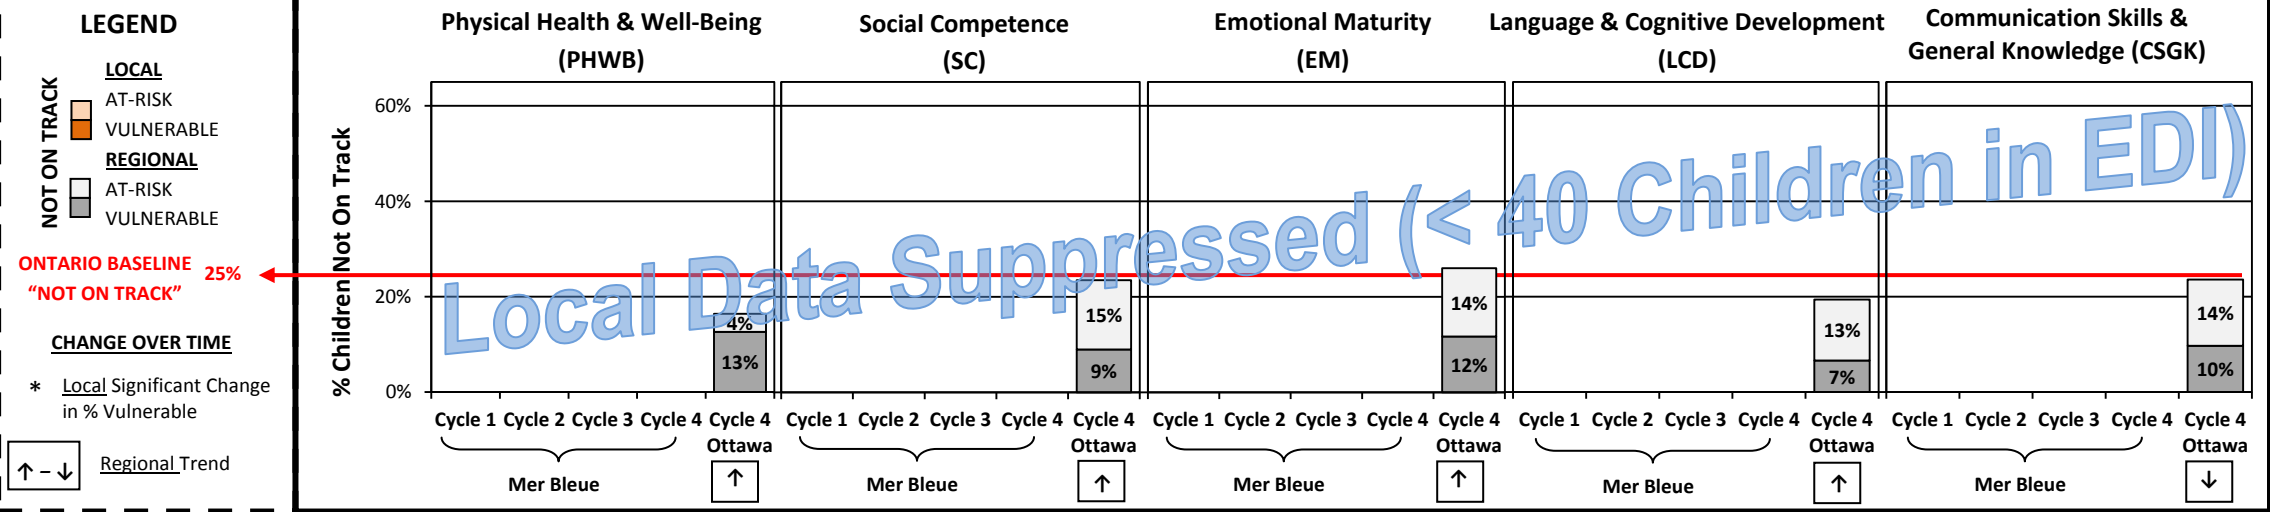 LEGEND
NOT ON TRACK
LOCAL
AT-RISK
VULNERABLE
REGIONAL
AT-RISK
VULNERABLE
ONTARIO BASELINE 25%
“NOT ON TRACK”
CHANGE OVER TIME
* Local Significant Change
in % Vulnerable
↑ – ↓ Regional Trend
Physical Health & Well-Being
(PHWB)
Social Competence
(SC)
Emotional Maturity
(EM)
Language & Cognitive Development
(LCD)
Communication Skills &
General Knowledge (CSGK)
% Children Not On Track
60%
40%
20%
0%
Local Data Suppressed (< 40 Children in EDI)
4%
13%
15%
9%
14%
12%
13%
7%
14%
10%
Cycle 1 Cycle 2 Cycle 3 Cycle 4 Cycle 4
Ottawa
Mer Bleue ↑
Cycle 1 Cycle 2 Cycle 3 Cycle 4 Cycle 4
Ottawa
Mer Bleue ↑
Cycle 1 Cycle 2 Cycle 3 Cycle 4 Cycle 4
Ottawa
Mer Bleue ↑
Cycle 1 Cycle 2 Cycle 3 Cycle 4 Cycle 4
Ottawa
Mer Bleue ↑
Cycle 1 Cycle 2 Cycle 3 Cycle 4 Cycle 4
Ottawa
Mer Bleue ↓